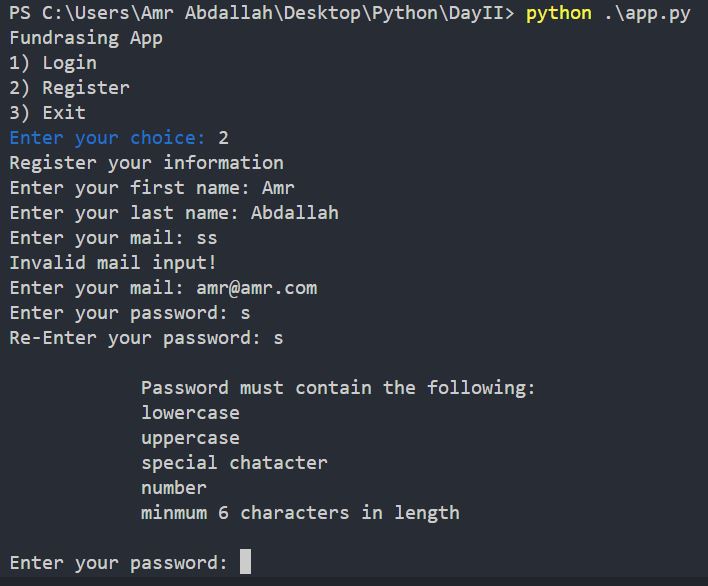 PS C:\Users\Amr Abdallah\Desktop\Python\DayII> python .\app.py
Fundrasing App
1) Login
2) Register
3) Exit
Enter your choice: 2
Register your information
Enter your first name: Amr
Enter your last name: Abdallah
Enter your mail: ss
Invalid mail input!
Enter your mail: amr@amr.com
Enter your password: s
Re-Enter your password: s
Password must contain the following:
lowercase
uppercase
special chatacter
number
minmum 6 characters in length
Enter your password: